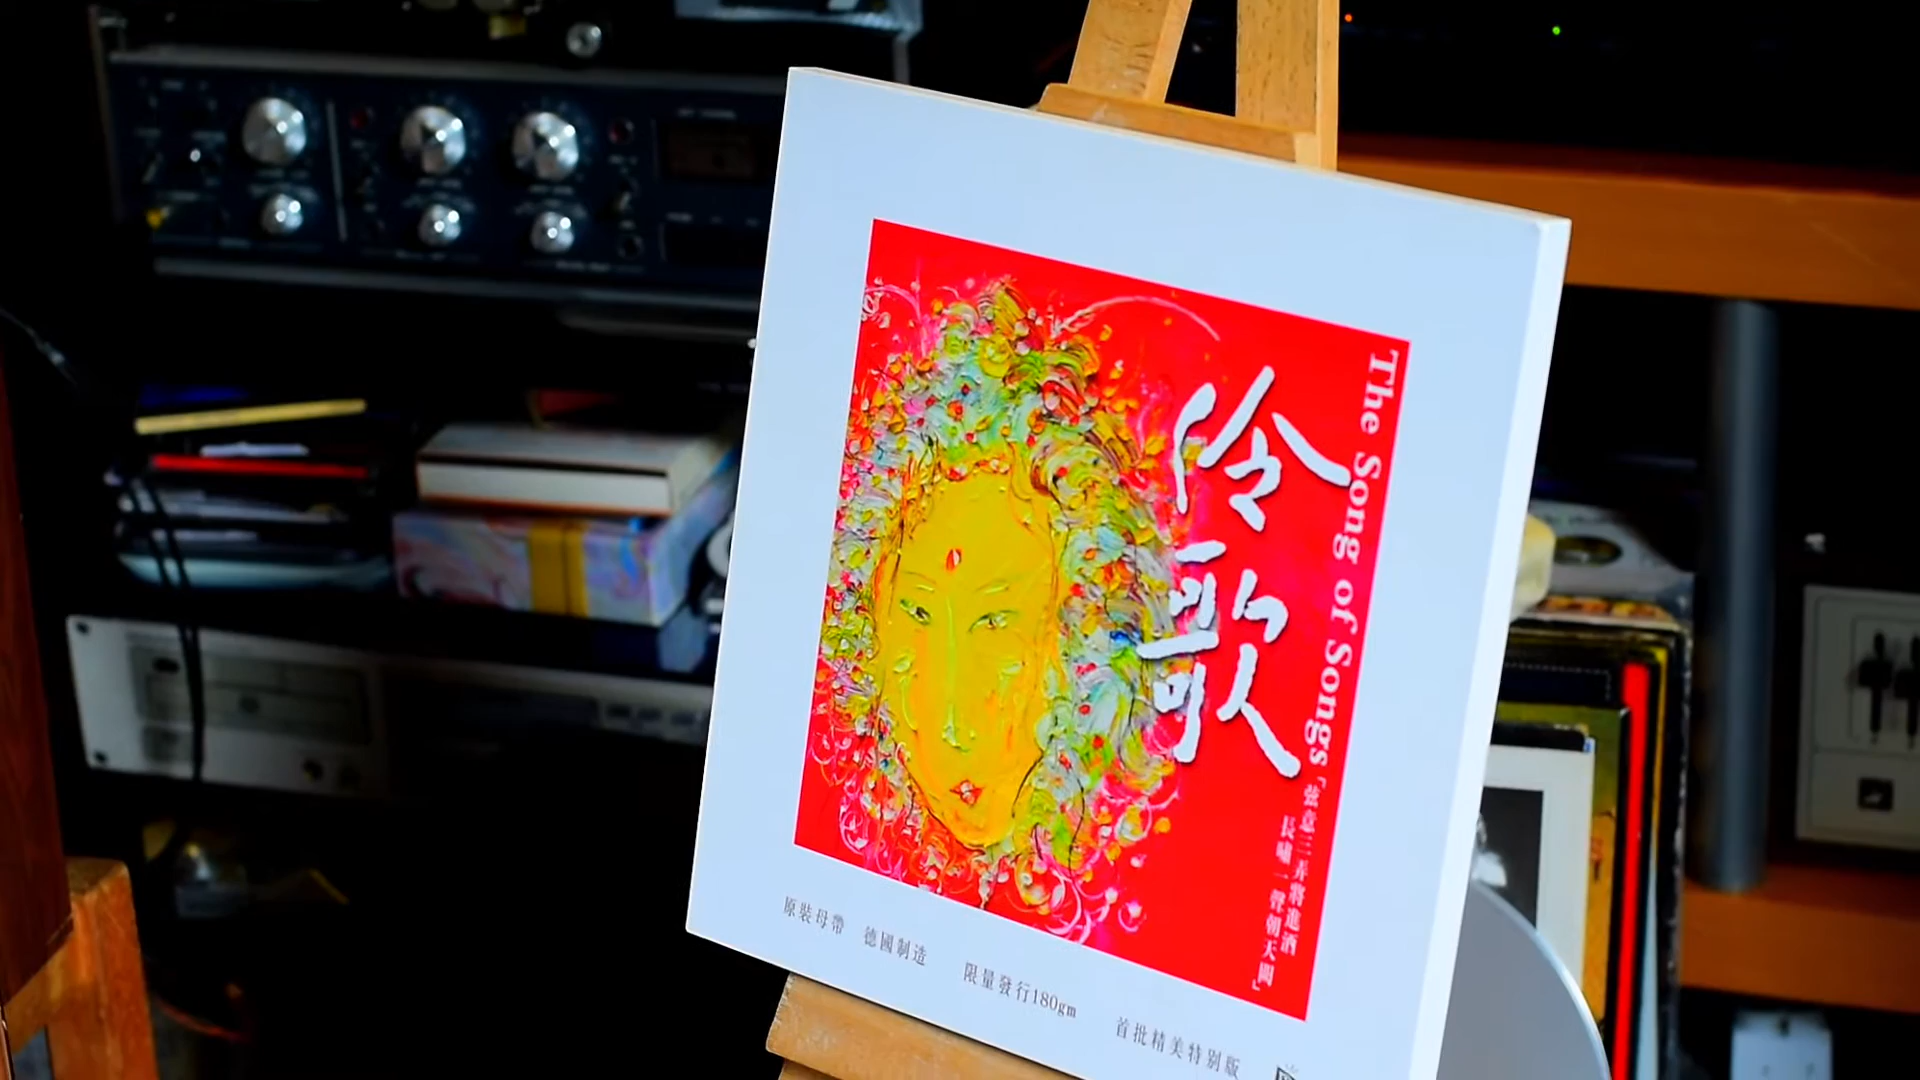 伶歌
The Song of Songs
「弦意三弄將進酒
長嘯一聲朝天闕」
原裝母帶 德國制造 限量發行180gm 首批精美特別版